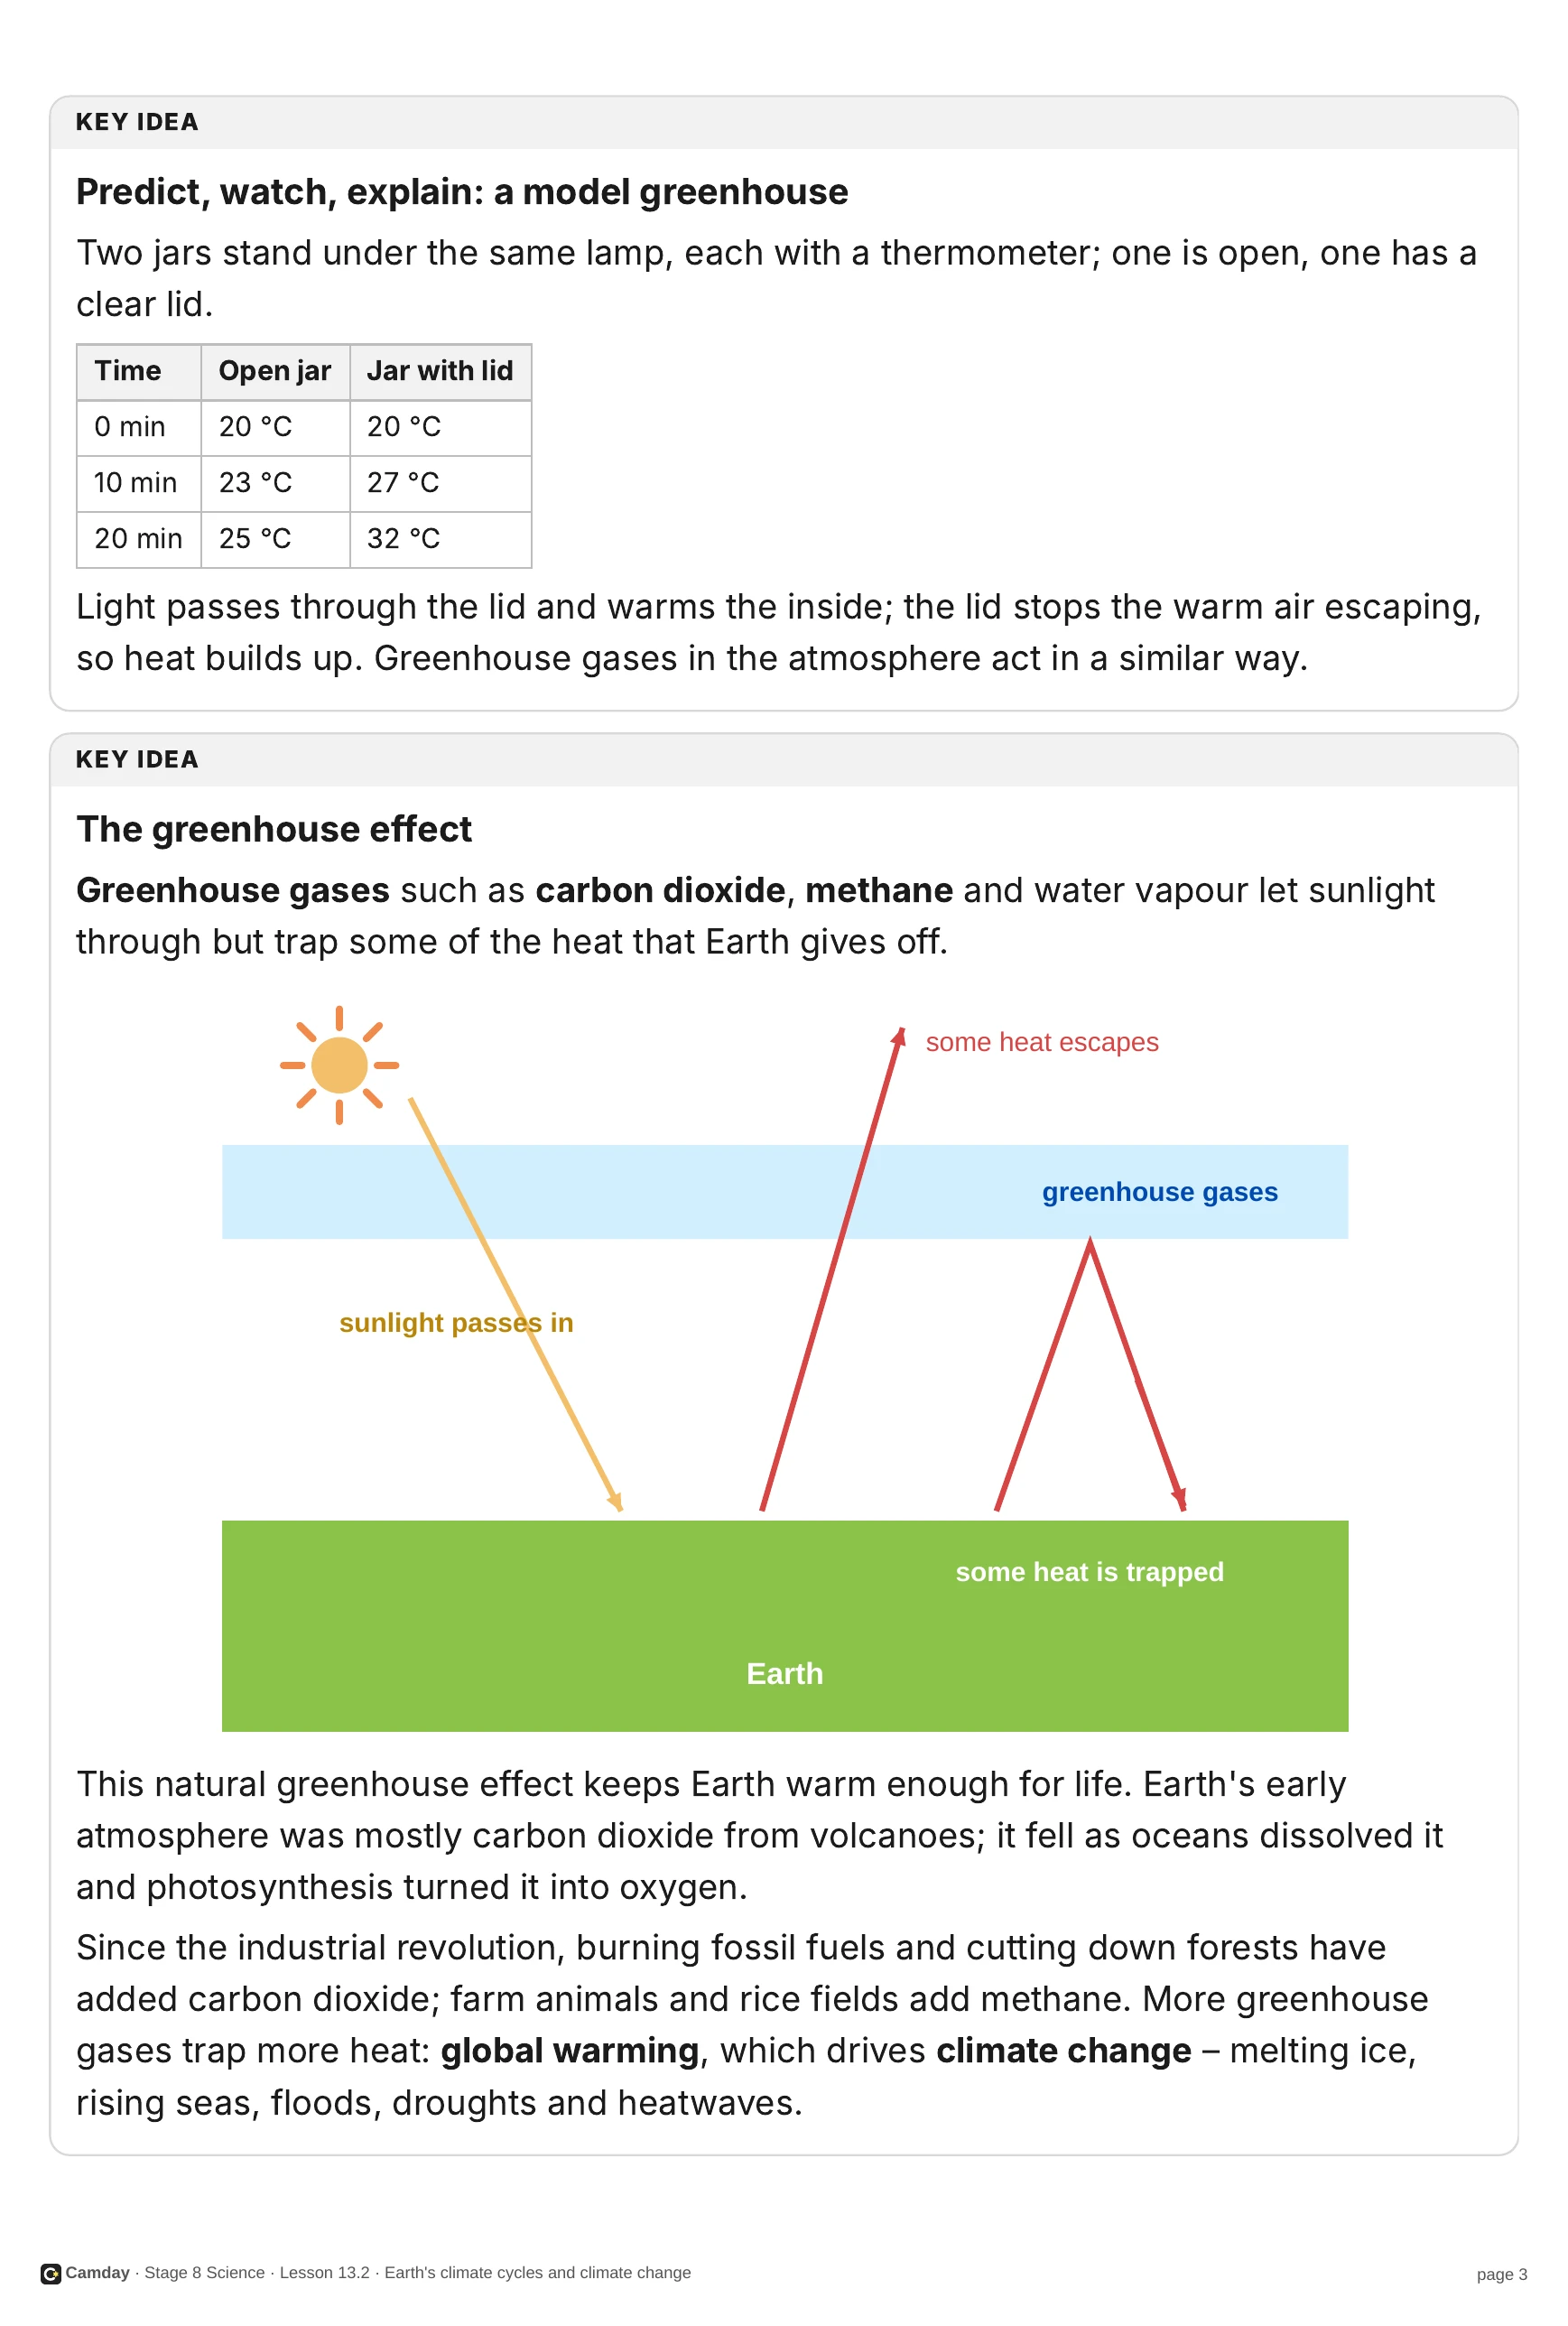 KEY IDEA
Predict, watch, explain: a model greenhouse
Two jars stand under the same lamp, each with a thermometer; one is open, one has a
clear lid.
Time Open jar Jar with lid
0 min 20 °C 20 °C
10 min 23 °C 27 °C
20 min 25 °C 32 °C
Light passes through the lid and warms the inside; the lid stops the warm air escaping,
so heat builds up. Greenhouse gases in the atmosphere act in a similar way.
KEY IDEA
The greenhouse effect
Greenhouse gases such as carbon dioxide, methane and water vapour let sunlight
through but trap some of the heat that Earth gives off.
some heat escapes
greenhouse gases
sunlight passes in
some heat is trapped
Earth
This natural greenhouse effect keeps Earth warm enough for life. Earth's early
atmosphere was mostly carbon dioxide from volcanoes; it fell as oceans dissolved it
and photosynthesis turned it into oxygen.
Since the industrial revolution, burning fossil fuels and cutting down forests have
added carbon dioxide; farm animals and rice fields add methane. More greenhouse
gases trap more heat: global warming, which drives climate change – melting ice,
rising seas, floods, droughts and heatwaves.
Camday · Stage 8 Science · Lesson 13.2 · Earth's climate cycles and climate change
page 3